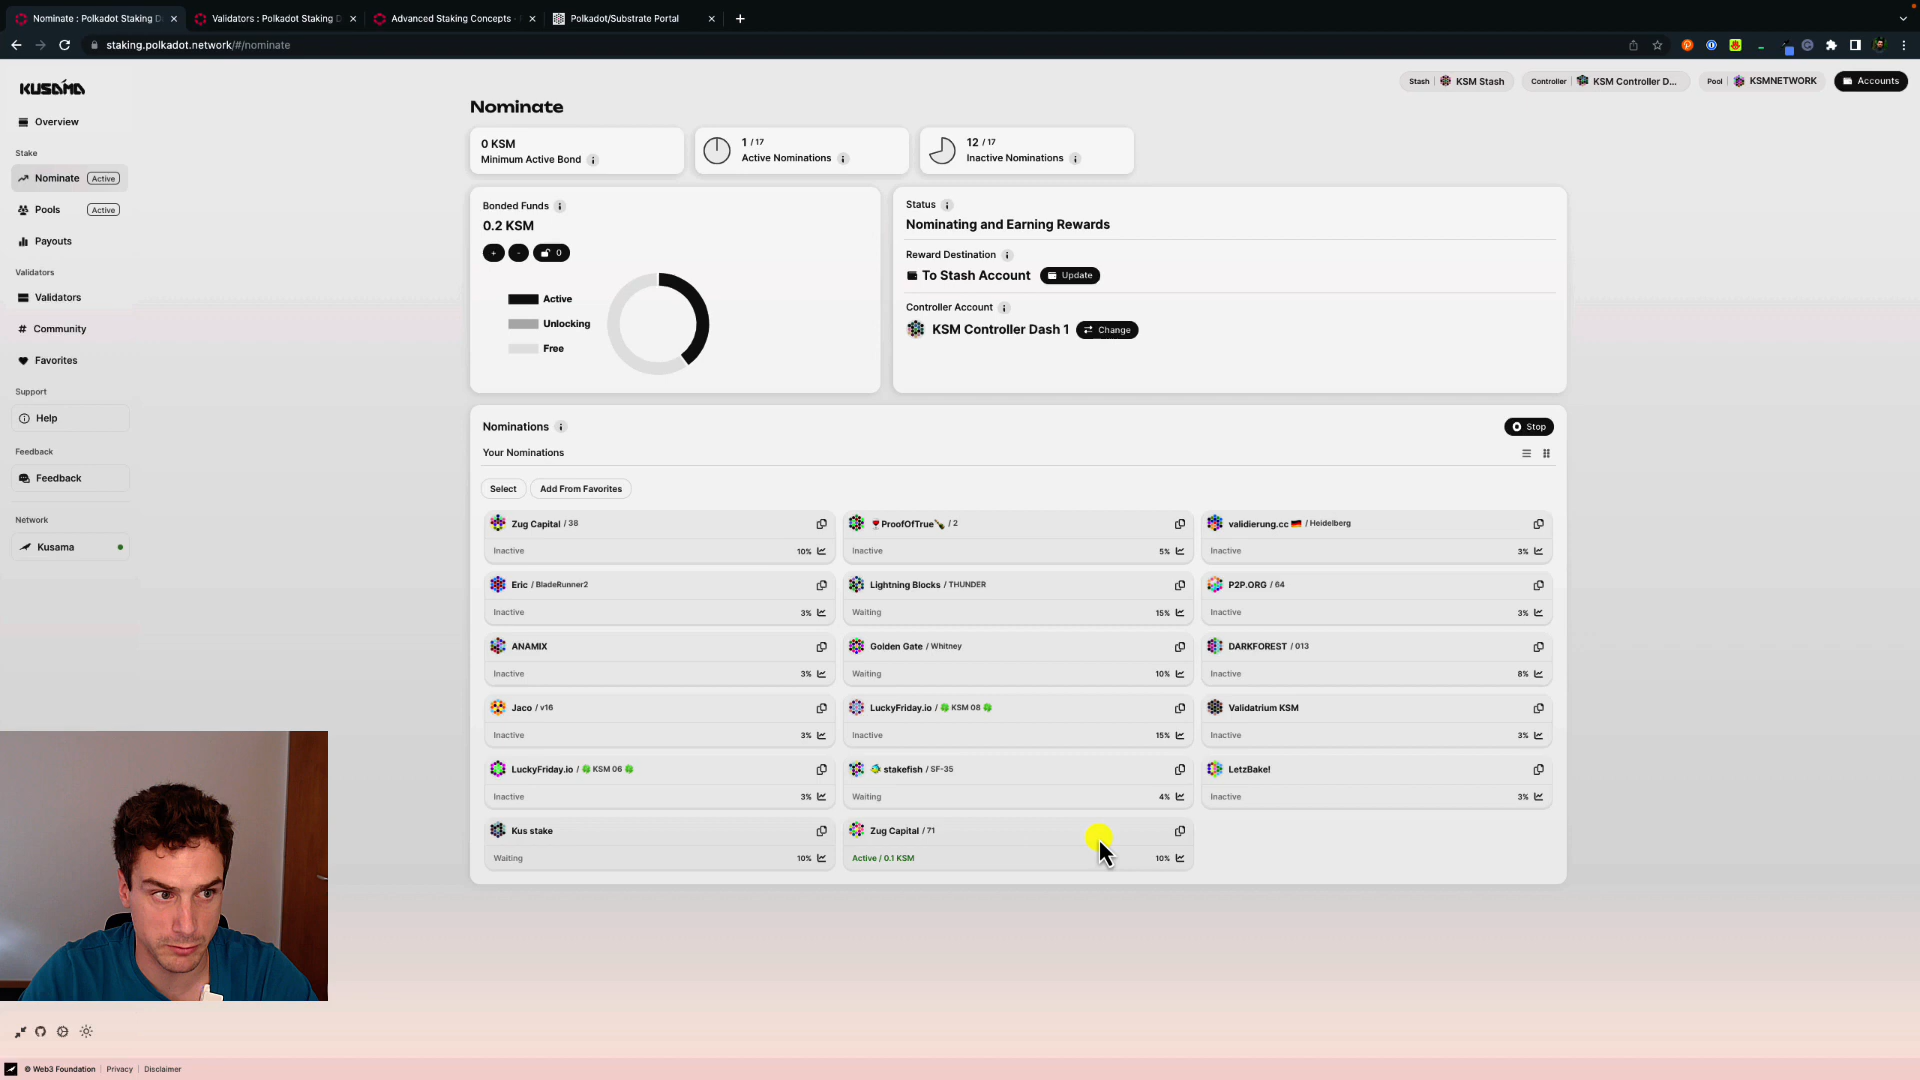 Nominate : Polkadot Staking D
Validators : Polkadot Staking D
Advanced Staking Concepts
Polkadot/Substrate Portal
staking.polkadot.network/#/nominate
KUSAMA
Stash KSM Stash
Controller KSM Controller D...
Pool KSMNETWORK
Accounts
Overview
Stake
Nominate Active
Pools Active
Payouts
Validators
Validators
Community
Favorites
Support
Help
Feedback
Feedback
Network
Kusama
Nominate
0 KSM
Minimum Active Bond
1 / 17
Active Nominations
12 / 17
Inactive Nominations
Bonded Funds
0.2 KSM
+ - 0
Active
Unlocking
Free
Status
Nominating and Earning Rewards
Reward Destination
To Stash Account Update
Controller Account
KSM Controller Dash 1 Change
Nominations
Stop
Your Nominations
Select Add From Favorites
Zug Capital / 38
Inactive 10%
🍷ProofOfTrue🍾 / 2
Inactive 5%
validierung.cc 🇩🇪 / Heidelberg
Inactive 3%
Eric / BladeRunner2
Inactive 3%
Lightning Blocks / THUNDER
Waiting 15%
P2P.ORG / 64
Inactive 3%
ANAMIX
Inactive 3%
Golden Gate / Whitney
Waiting 10%
DARKFOREST / 013
Inactive 8%
Jaco / v16
Inactive 3%
LuckyFriday.io / 🍀 KSM 08 🍀
Inactive 15%
Validatrium KSM
Inactive 3%
LuckyFriday.io / 🍀 KSM 06 🍀
Inactive 3%
🐠 stakefish / SF-35
Waiting 4%
LetzBake!
Inactive 3%
Kus stake
Waiting 10%
Zug Capital / 71
Active / 0.1 KSM 10%
© Web3 Foundation | Privacy | Disclaimer